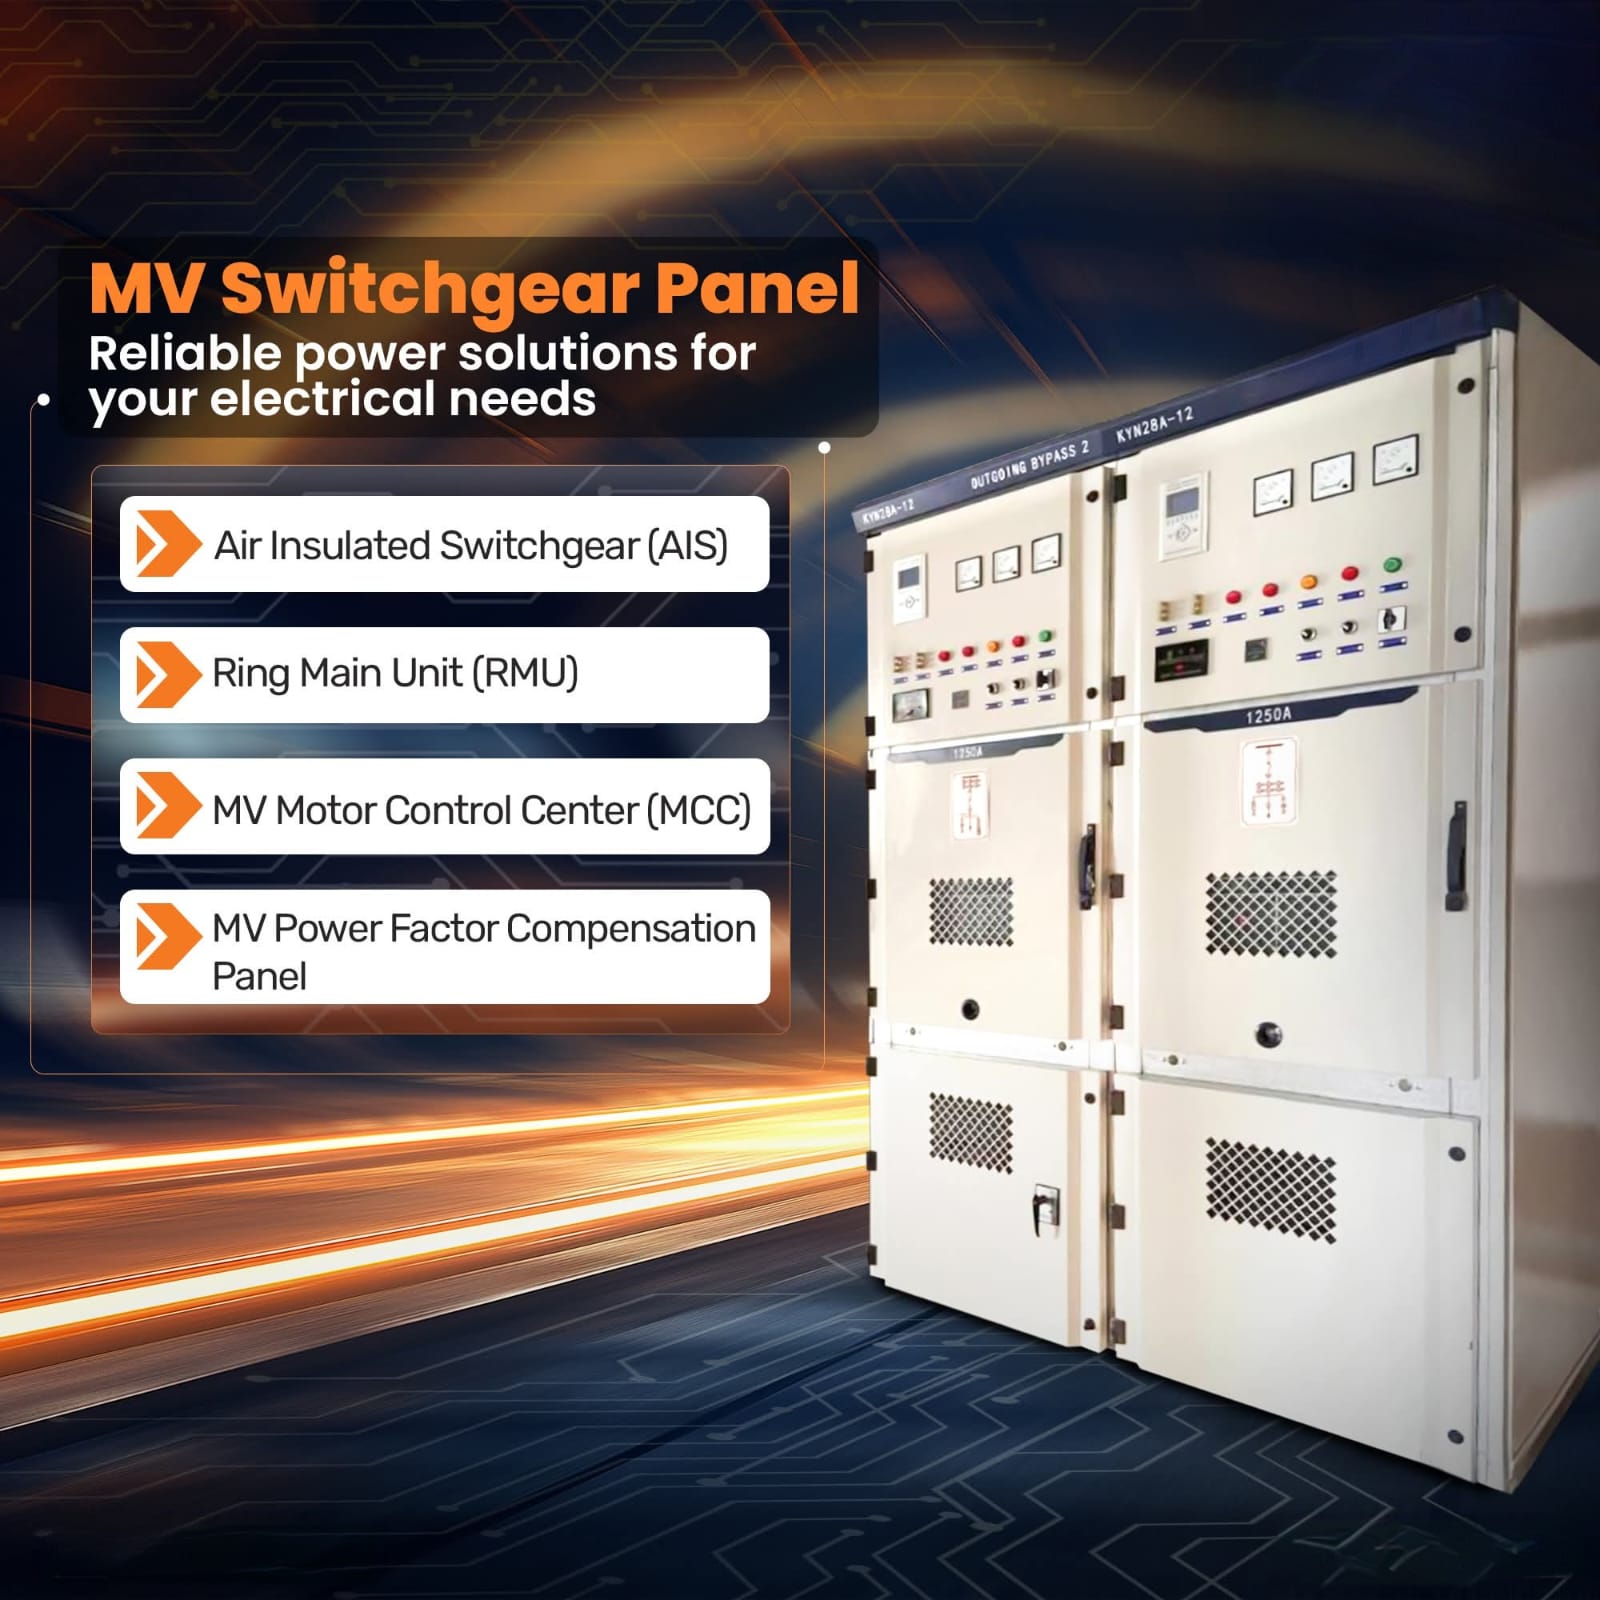 MV Switchgear Panel
Reliable power solutions for
your electrical needs
Air Insulated Switchgear (AIS)
Ring Main Unit (RMU)
MV Motor Control Center (MCC)
MV Power Factor Compensation
Panel
KYN28A-12
OUTGOING BYPASS 2
KYN28A-12
1250A
1250A